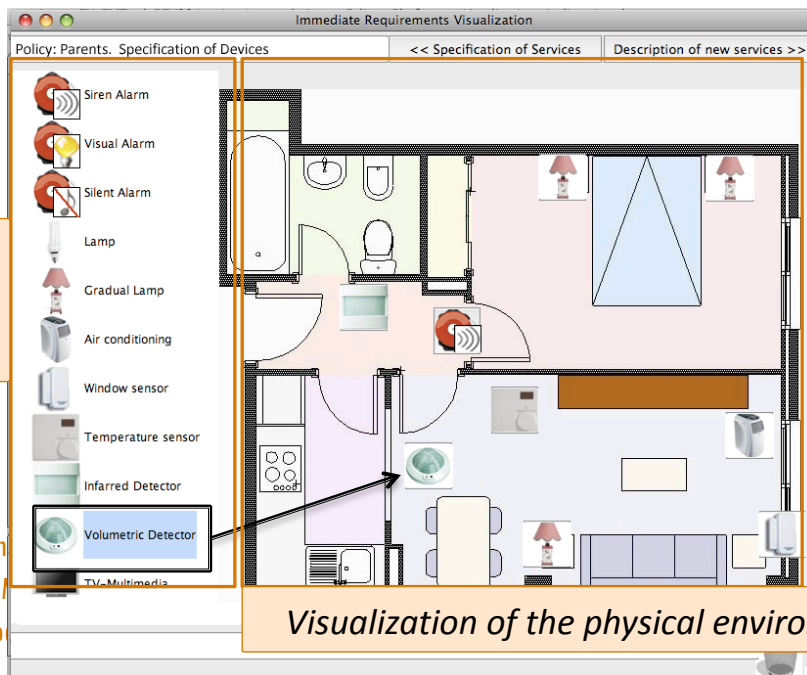 Immediate Requirements Visualization
Policy: Parents. Specification of Devices
<< Specification of Services
Description of new services >>
Siren Alarm
Visual Alarm
Silent Alarm
Lamp
Gradual Lamp
Air conditioning
Window sensor
Temperature sensor
Infarred Detector
Volumetric Detector
TV-Multimedia
Visualization of the physical